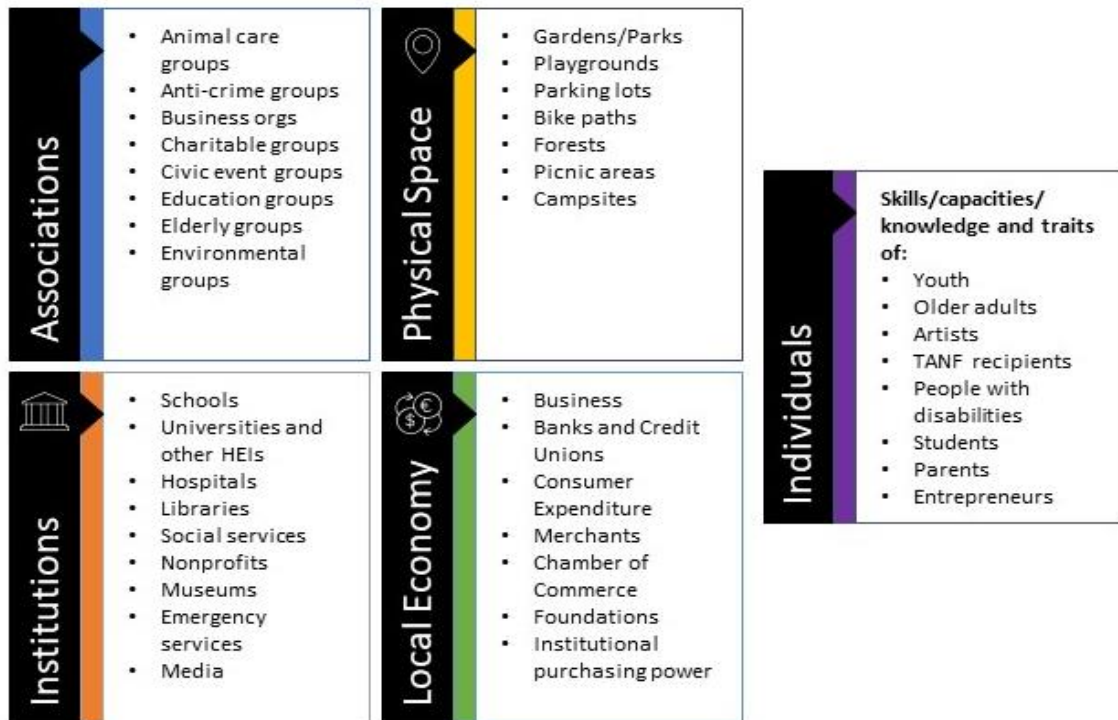 Associations
Animal care
groups
Anti-crime groups
Business orgs
Charitable groups
Civic event groups
Education groups
Elderly groups
Environmental
groups
Physical Space
Gardens/Parks
Playgrounds
Parking lots
Bike paths
Forests
Picnic areas
Campsites
Institutions
Schools
Universities and
other HEIs
Hospitals
Libraries
Social services
Nonprofits
Museums
Emergency
services
Media
Local Economy
Business
Banks and Credit
Unions
Consumer
Expenditure
Merchants
Chamber of
Commerce
Foundations
Institutional
purchasing power
Individuals
Skills/capacities/
knowledge and traits
of:
Youth
Older adults
Artists
TANF recipients
People with
disabilities
Students
Parents
Entrepreneurs